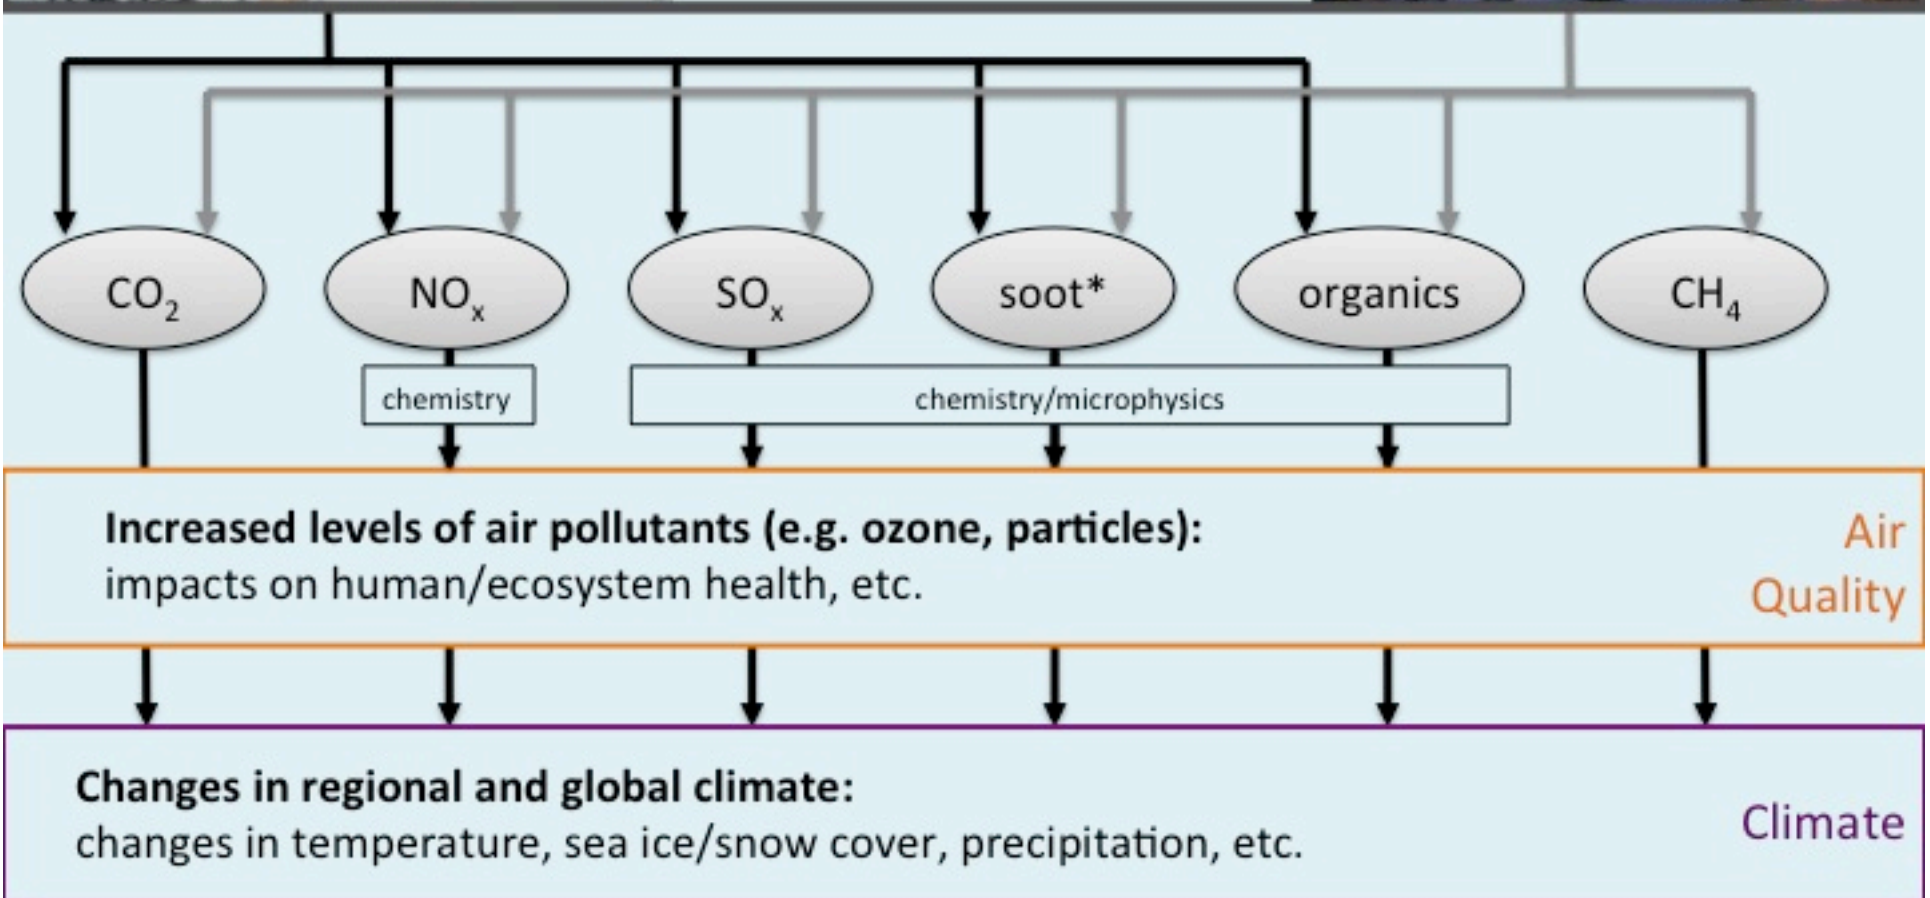 CO₂ NOₓ SOₓ soot* organics CH₄
chemistry chemistry/microphysics
Increased levels of air pollutants (e.g. ozone, particles):
impacts on human/ecosystem health, etc.
Air
Quality
Changes in regional and global climate:
changes in temperature, sea ice/snow cover, precipitation, etc.
Climate